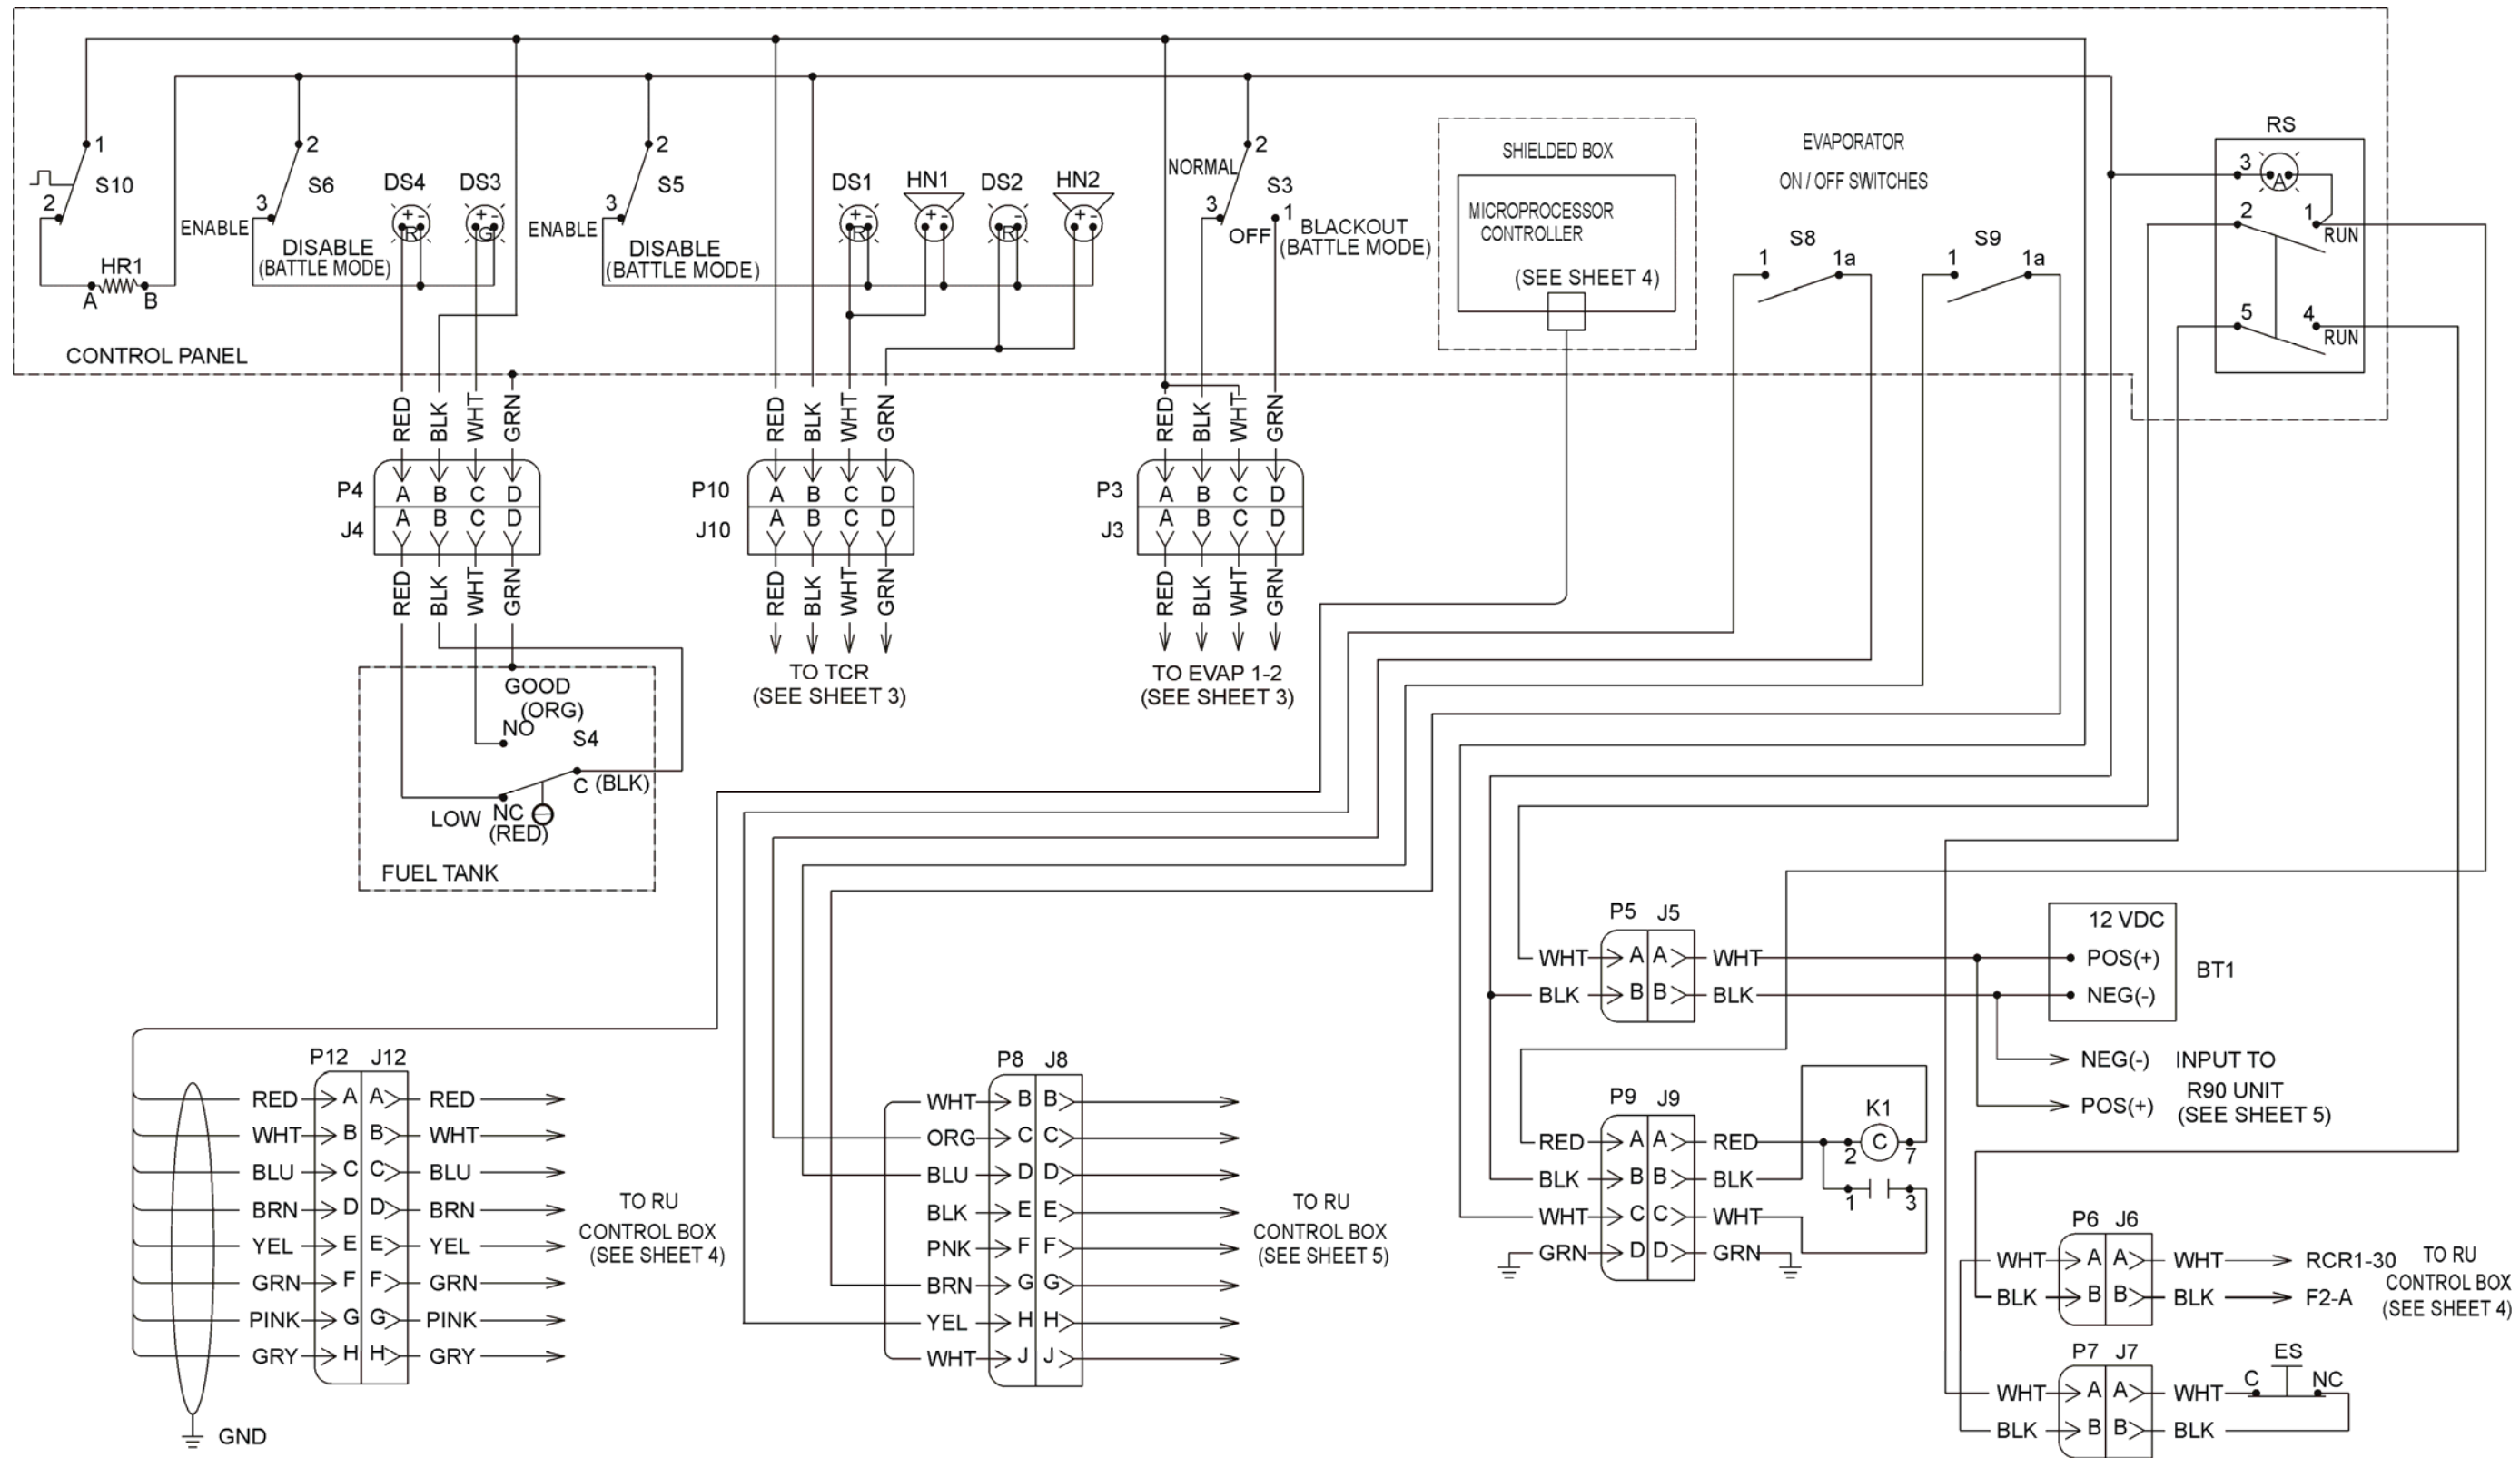 1
2
S10
A
HR1
B
2
3
S6
ENABLE
DISABLE
(BATTLE MODE)
DS4
+ -
R
DS3
+ -
G
2
3
S5
ENABLE
DISABLE
(BATTLE MODE)
DS1
+ -
R
HN1
+ -
DS2
-
R
HN2
+ -
2
NORMAL
3
S3
1
OFF
BLACKOUT
(BATTLE MODE)
SHIELDED BOX
MICROPROCESSOR
CONTROLLER
(SEE SHEET 4)
EVAPORATOR
ON / OFF SWITCHES
S8
1 1a
S9
1 1a
RS
3
A
2 1
RUN
5 4
RUN
CONTROL PANEL
RED BLK WHT GRN
P4 A B C D
J4 A B C D
RED BLK WHT GRN
RED BLK WHT GRN
P10 A B C D
J10 A B C D
RED BLK WHT GRN
TO TCR
(SEE SHEET 3)
RED BLK WHT GRN
P3 A B C D
J3 A B C D
RED BLK WHT GRN
TO EVAP 1-2
(SEE SHEET 3)
GOOD
(ORG)
NO
S4
C (BLK)
LOW NC
(RED)
FUEL TANK
P12 J12
RED A A RED
WHT B B WHT
BLU C C BLU
BRN D D BRN
YEL E E YEL
GRN F F GRN
PINK G G PINK
GRY H H GRY
TO RU
CONTROL BOX
(SEE SHEET 4)
GND
P8 J8
WHT B B
ORG C C
BLU D D
BLK E E
PNK F F
BRN G G
YEL H H
WHT J J
TO RU
CONTROL BOX
(SEE SHEET 5)
P5 J5
WHT A A WHT
BLK B B BLK
12 VDC
POS(+)
NEG(-)
BT1
NEG(-) INPUT TO
R90 UNIT
POS(+) (SEE SHEET 5)
P9 J9
RED A A RED
BLK B B BLK
WHT C C WHT
GRN D D GRN
K1
C
2 7
1 3
P6 J6
WHT A A WHT RCR1-30
BLK B B BLK F2-A
TO RU
CONTROL BOX
(SEE SHEET 4)
P7 J7
WHT A A WHT
BLK B B BLK
ES
C NC